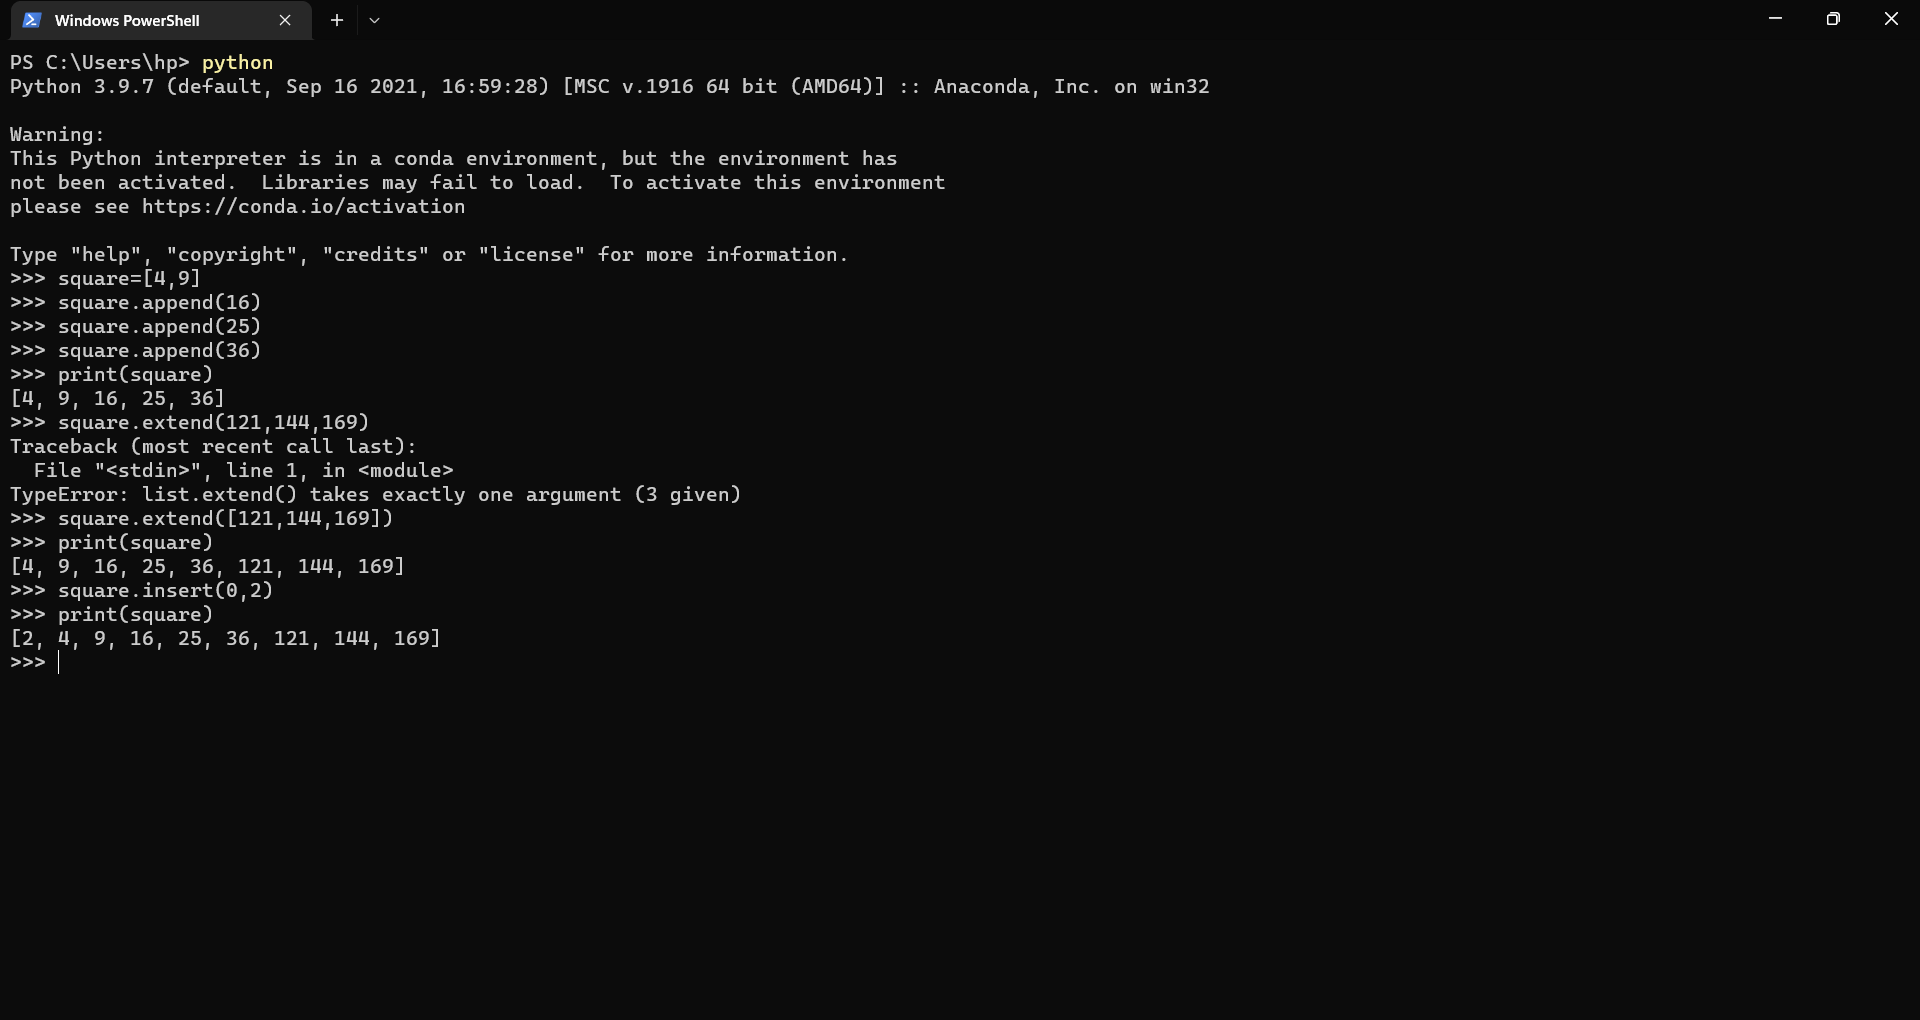 Windows PowerShell
PS C:\Users\hp> python
Python 3.9.7 (default, Sep 16 2021, 16:59:28) [MSC v.1916 64 bit (AMD64)] :: Anaconda, Inc. on win32

Warning:
This Python interpreter is in a conda environment, but the environment has
not been activated.  Libraries may fail to load.  To activate this environment
please see https://conda.io/activation

Type "help", "copyright", "credits" or "license" for more information.
>>> square=[4,9]
>>> square.append(16)
>>> square.append(25)
>>> square.append(36)
>>> print(square)
[4, 9, 16, 25, 36]
>>> square.extend(121,144,169)
Traceback (most recent call last):
  File "<stdin>", line 1, in <module>
TypeError: list.extend() takes exactly one argument (3 given)
>>> square.extend([121,144,169])
>>> print(square)
[4, 9, 16, 25, 36, 121, 144, 169]
>>> square.insert(0,2)
>>> print(square)
[2, 4, 9, 16, 25, 36, 121, 144, 169]
>>>